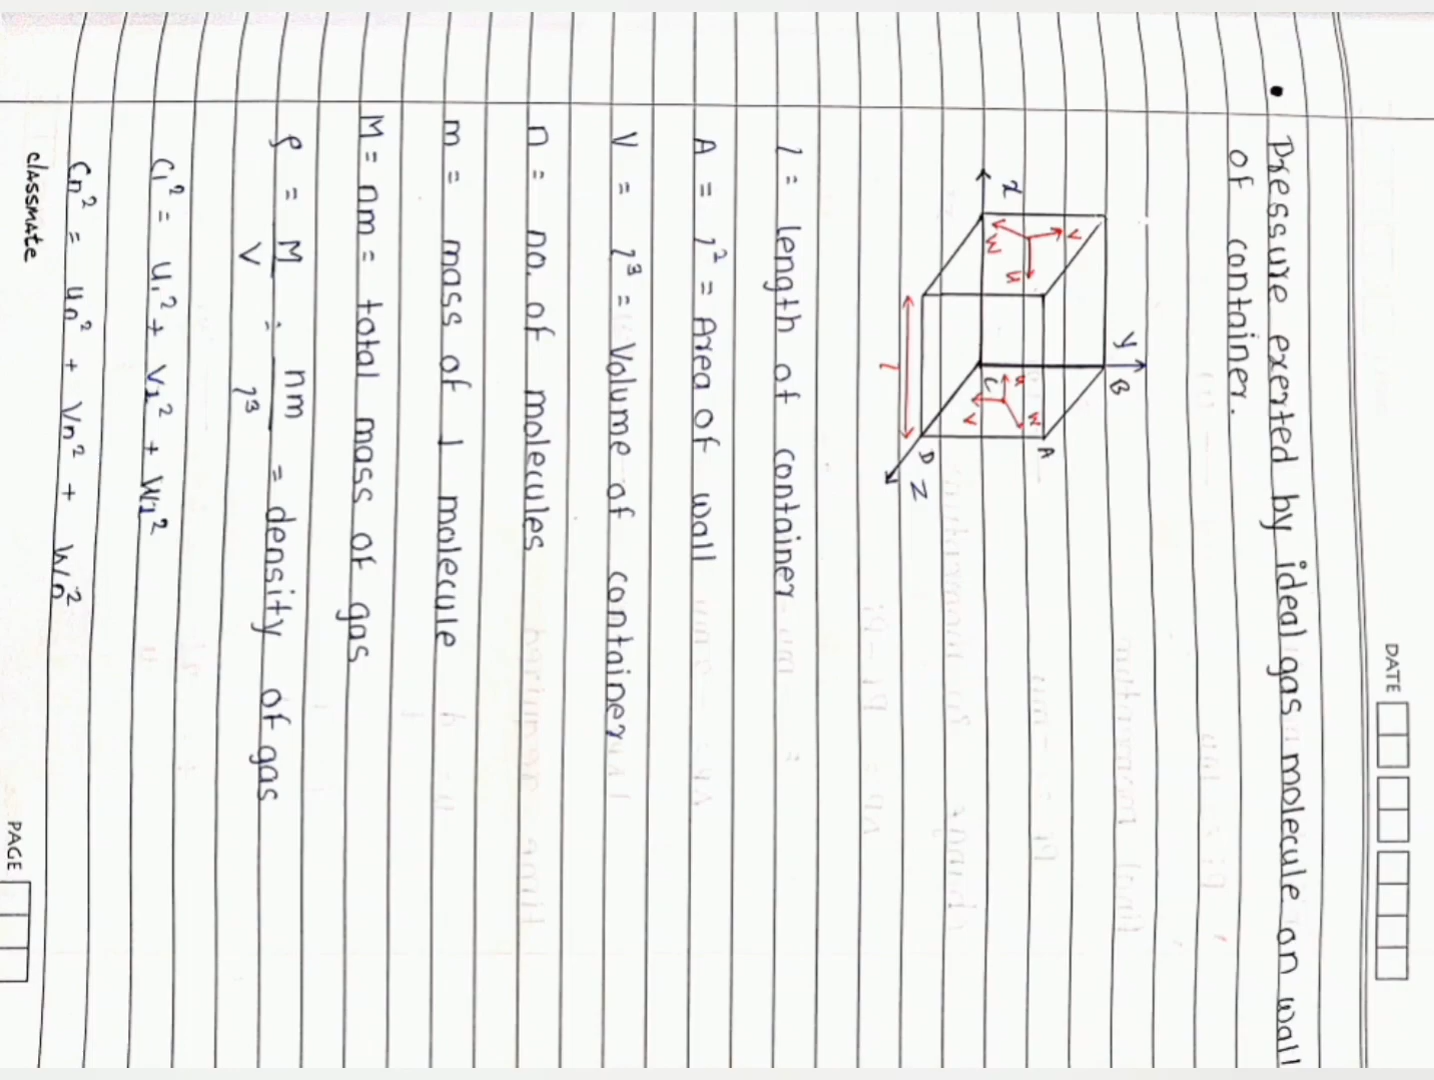 DATE
• Pressure exerted by ideal gas molecule on wall
of container.
Y
B
A
X
v
w
u
u
w
C
v
D
Z
l
l = length of container
A = l² = Area of wall
V = l³ = Volume of container
n = no. of molecules
m = mass of 1 molecule
M = nm = total mass of gas
ρ = M/V = nm/l³ = density of gas
C₁² = u₁² + v₁² + w₁²
Cn² = un² + vn² + wn²
classmate
PAGE